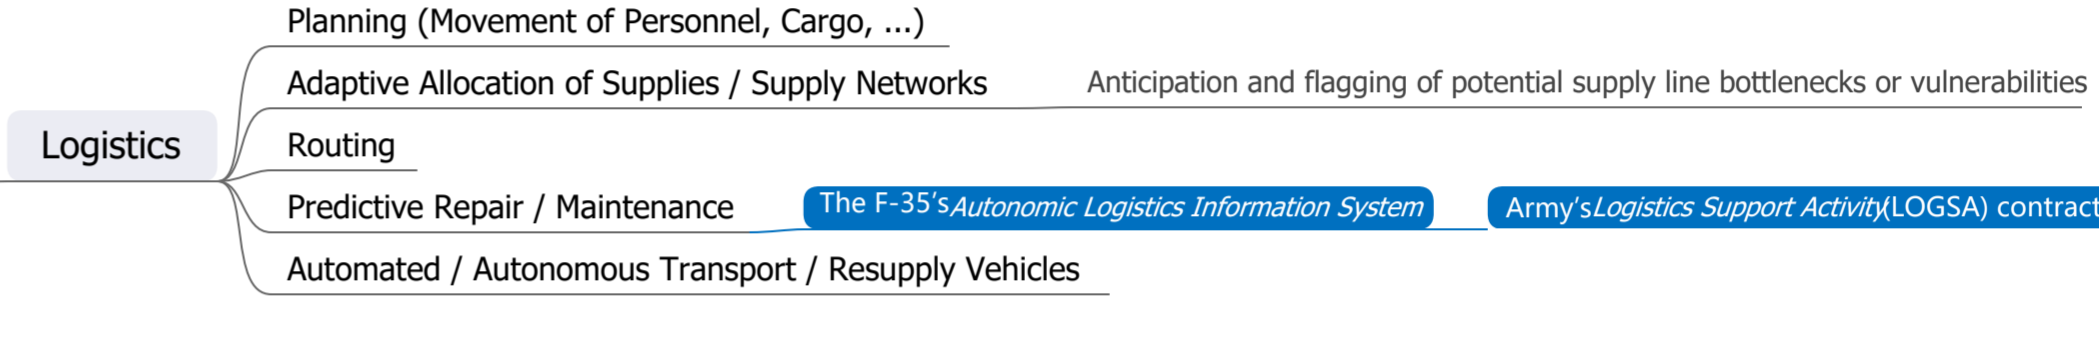 Planning (Movement of Personnel, Cargo, ...)
Adaptive Allocation of Supplies / Supply Networks Anticipation and flagging of potential supply line bottlenecks or vulnerabilities
Logistics
Routing
Predictive Repair / Maintenance The F-35’s Autonomic Logistics Information System Army’s Logistics Support Activity (LOGSA) contract
Automated / Autonomous Transport / Resupply Vehicles